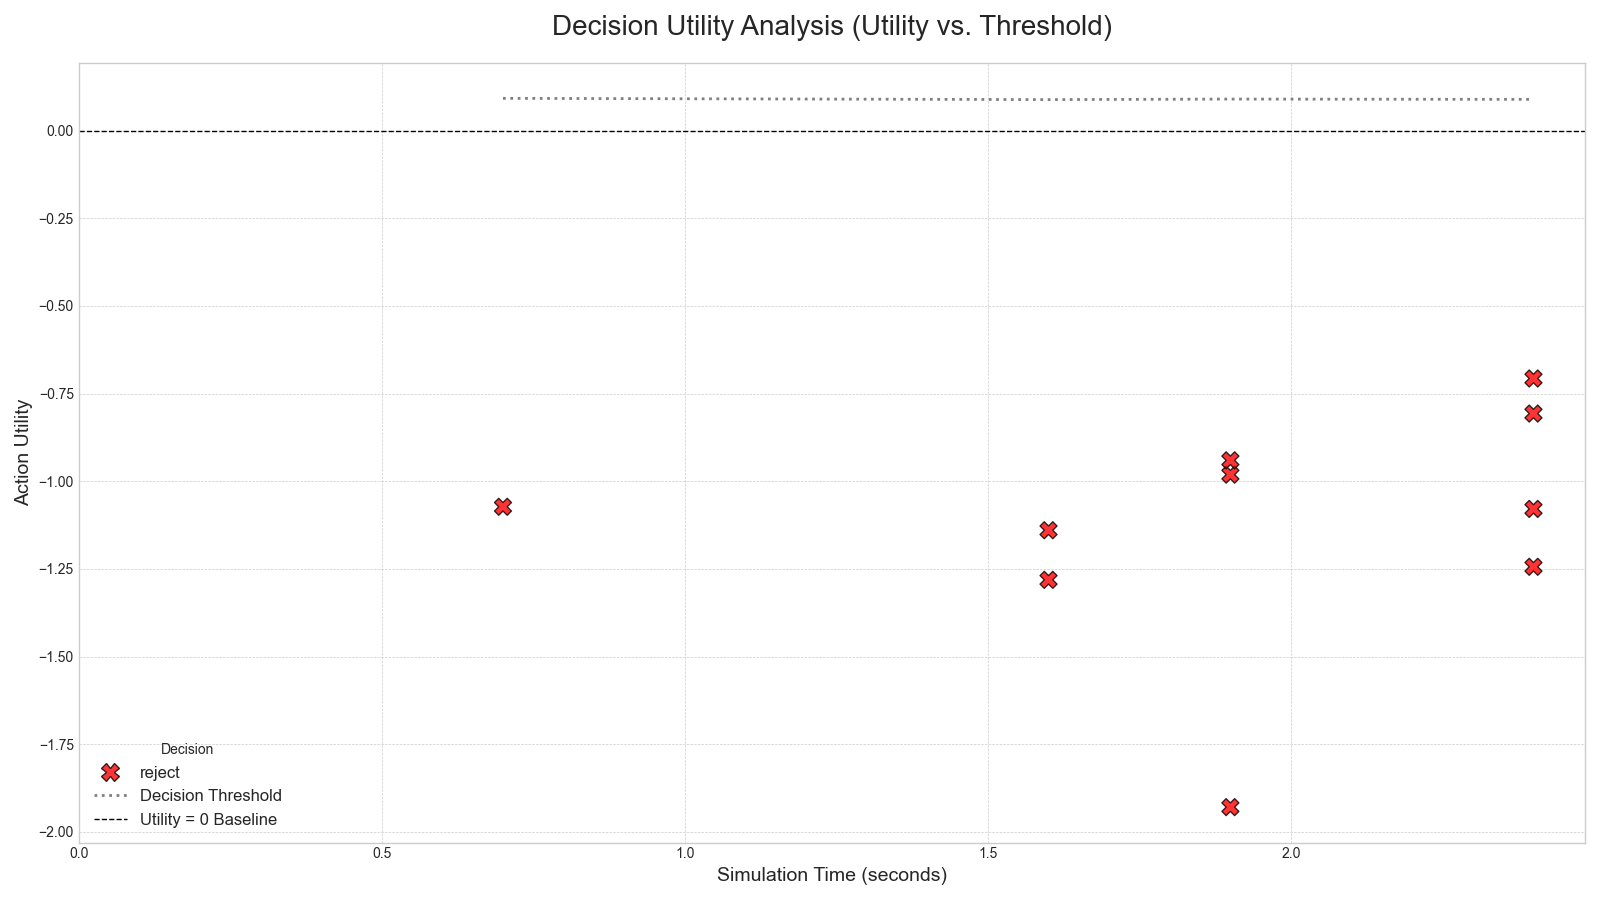 Decision Utility Analysis (Utility vs. Threshold)
Action Utility
0.00
−0.25
−0.50
−0.75
−1.00
−1.25
−1.50
−1.75
−2.00
Decision
reject
Decision Threshold
Utility = 0 Baseline
0.0 0.5 1.0 1.5 2.0
Simulation Time (seconds)